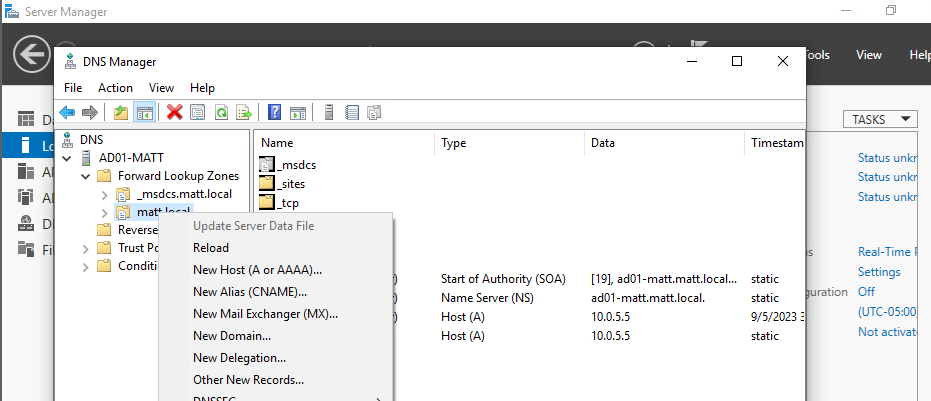 Server Manager
DNS Manager
Tools View Help
File Action View Help
TASKS
DNS
AD01-MATT
Forward Lookup Zones
_msdcs.matt.local
matt.local
Reverse
Trust Po
Conditi
Name Type Data Timestam
_msdcs
_sites
_tcp
Start of Authority (SOA) [19], ad01-matt.matt.local... static
Name Server (NS) ad01-matt.matt.local. static
Host (A) 10.0.5.5 9/5/2023 3
Host (A) 10.0.5.5 static
Update Server Data File
Reload
New Host (A or AAAA)...
New Alias (CNAME)...
New Mail Exchanger (MX)...
New Domain...
New Delegation...
Other New Records...
DNSSEC
Status unkn
Status unkn
Status unkn
Real-Time P
Settings
guration Off
(UTC-05:00)
Not activate